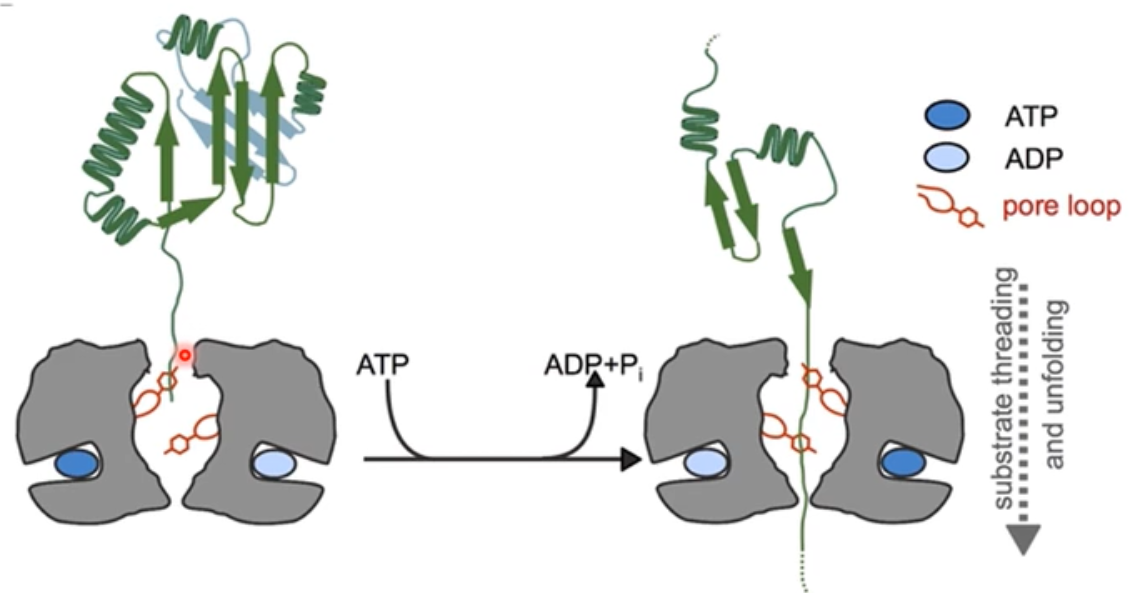 ATP
ADP
pore loop
ATP
ADP+Pi
substrate threading
and unfolding